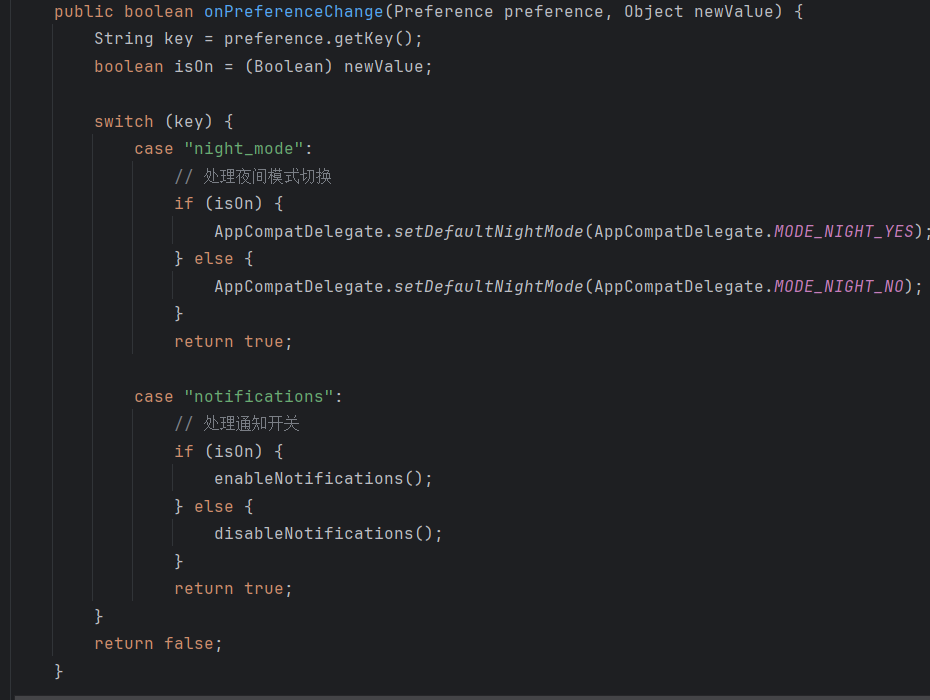 public boolean onPreferenceChange(Preference preference, Object newValue) {
String key = preference.getKey();
boolean isOn = (Boolean) newValue;
switch (key) {
case "night_mode":
// 处理夜间模式切换
if (isOn) {
AppCompatDelegate.setDefaultNightMode(AppCompatDelegate.MODE_NIGHT_YES);
} else {
AppCompatDelegate.setDefaultNightMode(AppCompatDelegate.MODE_NIGHT_NO);
}
return true;
case "notifications":
// 处理通知开关
if (isOn) {
enableNotifications();
} else {
disableNotifications();
}
return true;
}
return false;
}